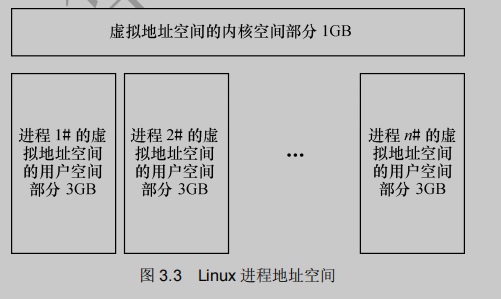 虚拟地址空间的内核空间部分 1GB
进程 1# 的虚
拟地址空间
的用户空间
部分 3GB
进程 2# 的虚
拟地址空间
的用户空间
部分 3GB
...
进程 n# 的虚
拟地址空间
的用户空间
部分 3GB
图 3.3 Linux 进程地址空间